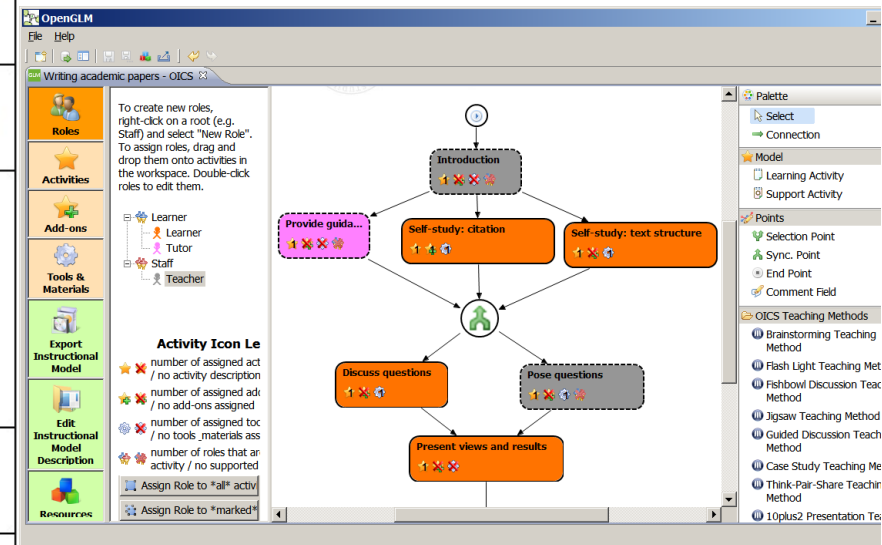 OpenGLM
File Help
Writing academic papers - OICS
Roles
Activities
Add-ons
Tools &
Materials
Export
Instructional
Model
Edit
Instructional
Model
Description
Resources
To create new roles,
right-click on a root (e.g.
Staff) and select "New Role".
To assign roles, drag and
drop them onto activities in
the workspace. Double-click
roles to edit them.
Learner
Learner
Tutor
Staff
Teacher
Activity Icon Le
number of assigned act
/ no activity description
number of assigned add
/ no add-ons assigned
number of assigned too
/ no tools_materials ass
number of roles that ar
activity / no supported
Assign Role to *all* activi
Assign Role to *marked*
Introduction
Provide guida...
Self-study: citation
Self-study: text structure
Discuss questions
Pose questions
Present views and results
Palette
Select
Connection
Model
Learning Activity
Support Activity
Points
Selection Point
Sync. Point
End Point
Comment Field
OICS Teaching Methods
Brainstorming Teaching
Method
Flash Light Teaching Met
Fishbowl Discussion Teac
Method
Jigsaw Teaching Method
Guided Discussion Teach
Method
Case Study Teaching Me
Think-Pair-Share Teachin
Method
10plus2 Presentation Tea